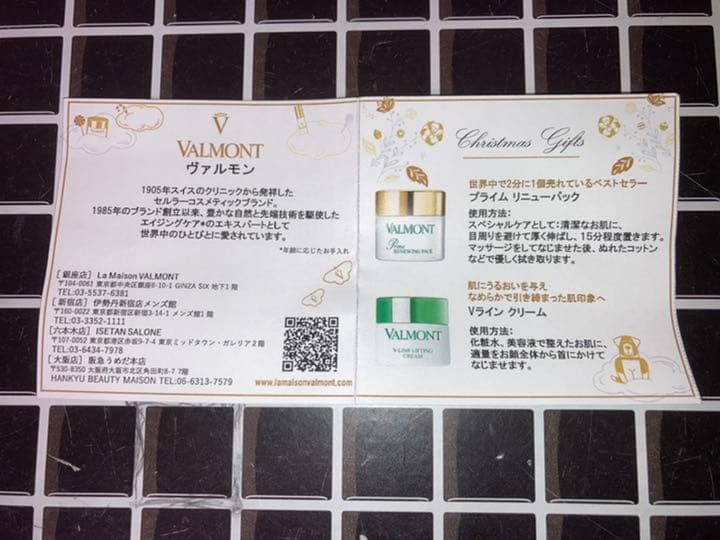 VALMONT
ヴァルモン
1905年スイスのクリニックから発祥した
セルラーコスメティックブランド。
1985年のブランド創立以来、豊かな自然と先端技術を駆使した
エイジングケア*のエキスパートとして
世界中のひとびとに愛されています。
*年齢に応じたお手入れ
[ 銀座店 ] La Maison VALMONT
〒104-0061 東京都中央区銀座6-10-1 GINZA SIX 地下1階
TEL:03-5537-6381
[ 新宿店 ] 伊勢丹新宿店メンズ館
〒160-0022 東京都新宿区新宿3-14-1 メンズ館1階
TEL:03-3352-1111
[六本木店] ISETAN SALONE
〒107-0052 東京都港区赤坂9-7-4 東京ミッドタウン・ガレリア2階
TEL:03-6434-7978
[ 大阪店 ] 阪急うめだ本店
〒530-8350 大阪府大阪市北区角田町8-7 7階
HANKYU BEAUTY MAISON TEL:06-6313-7579
www.lamaisonvalmont.com
Christmas Gifts
世界中で2分に1個売れているベストセラー
プライム リニューパック
使用方法:
スペシャルケアとして:清潔なお肌に、
目周りを避けて厚く伸ばし、15分程度置きます。
マッサージをしてなじませた後、ぬれたコットン
などで優しく拭き取ります。
VALMONT
Prime
RENEWING PACK
肌にうるおいを与え
なめらかで引き締まった肌印象へ
Vライン クリーム
使用方法:
化粧水、美容液で整えたお肌に、
適量をお顔全体から首にかけて
なじませます。
VALMONT
V-LINE LIFTING
CREAM